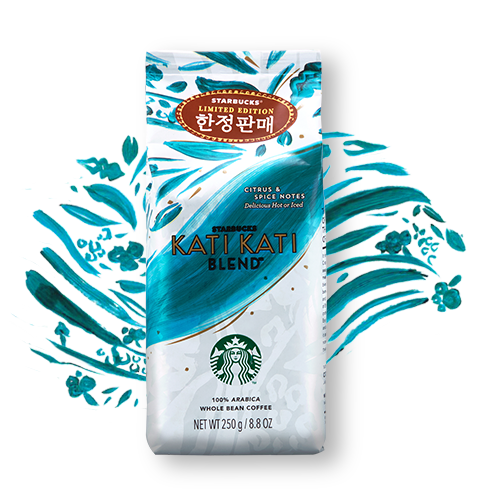 STARBUCKS®
LIMITED EDITION
한정판매
CITRUS &
SPICE NOTES
Delicious Hot or Iced
STARBUCKS
KATI KATI
BLEND™
100% ARABICA
WHOLE BEAN COFFEE
NET WT 250 g / 8.8 OZ